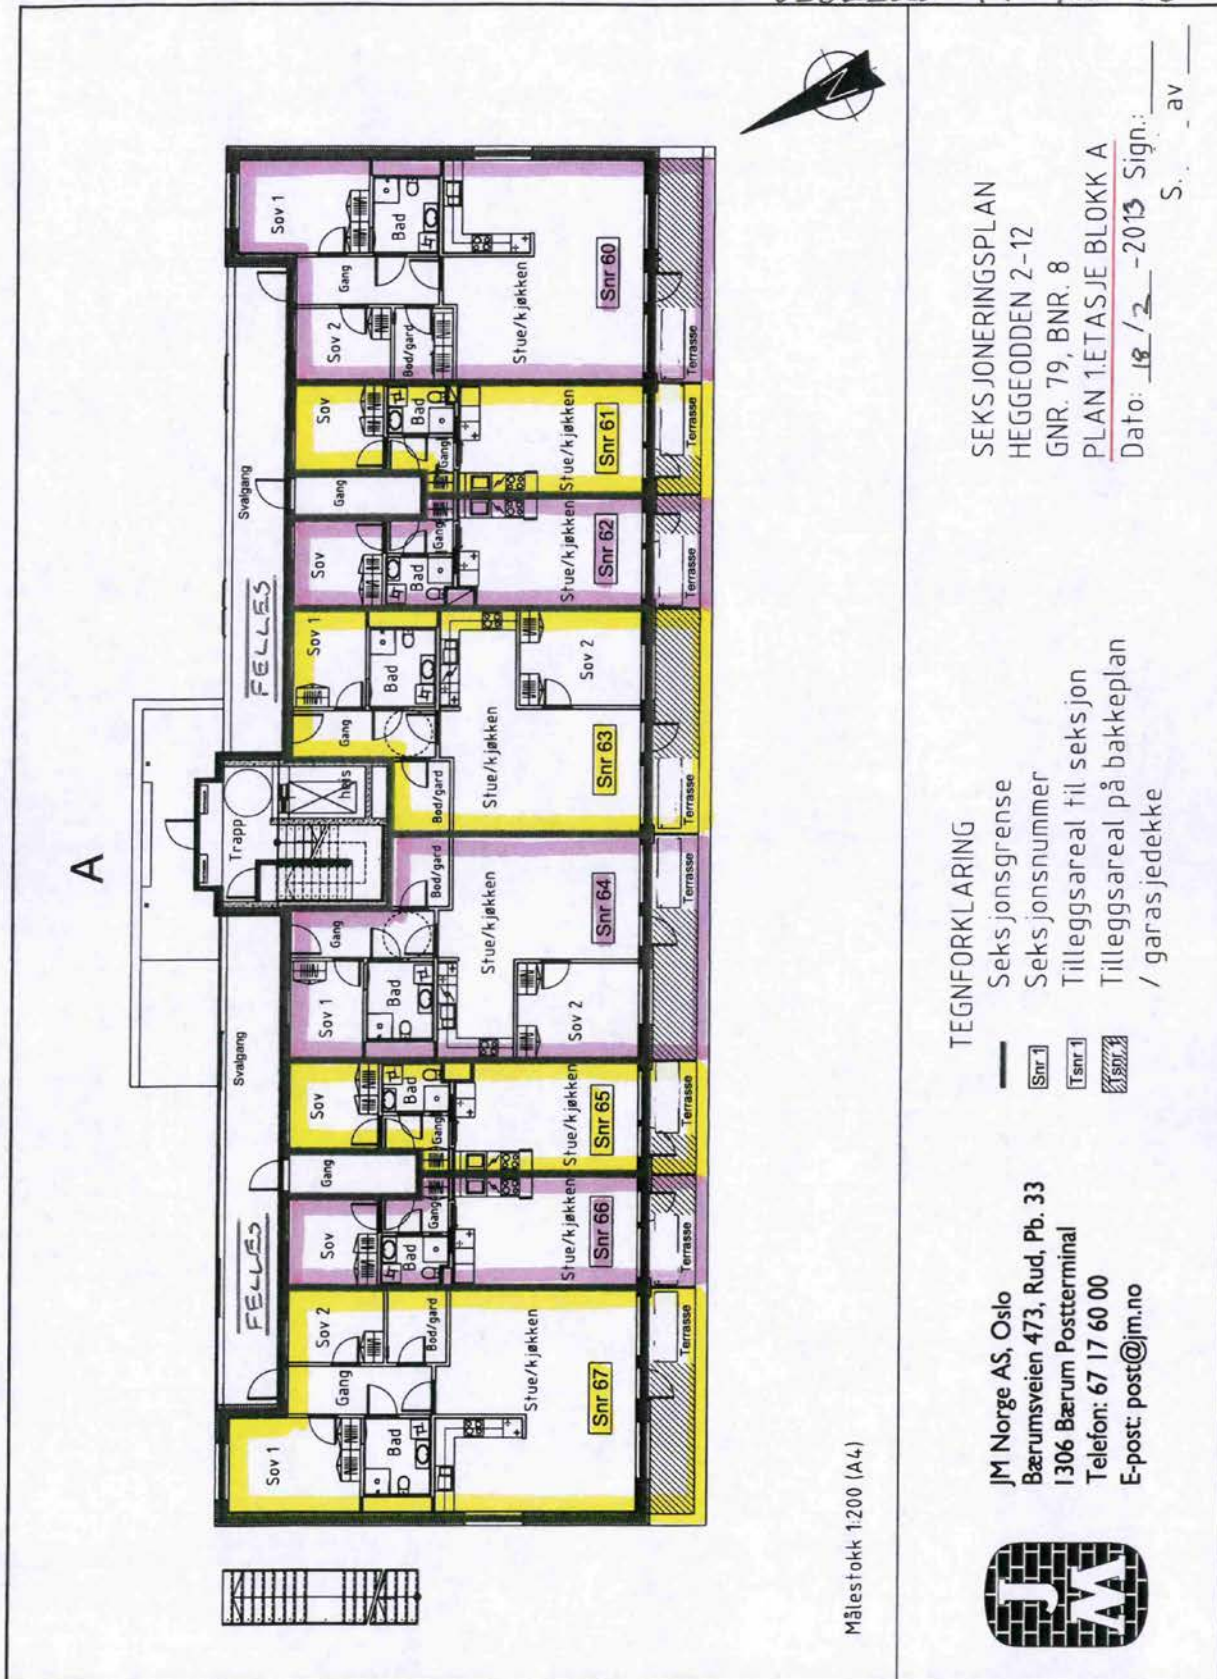 A
Trapp
heis
Svalgang
FELLES
Svalgang
FELLES
Sov 1
Sov 2
Gang
Bad
Bod/gard
Stue/kjøkken
Snr 67
Terrasse
Sov
Gang
Bad
Gang
Stue/kjøkken
Snr 66
Terrasse
Sov
Bad
Gang
Stue/kjøkken
Snr 65
Terrasse
Sov 1
Gang
Bad
Bod/gard
Stue/kjøkken
Sov 2
Snr 64
Terrasse
Gang
Sov 1
Bod/gard
Bad
Stue/kjøkken
Sov 2
Snr 63
Terrasse
Sov
Gang
Bad
Gang
Stue/kjøkken
Snr 62
Terrasse
Sov
Bad
Gang
Stue/kjøkken
Snr 61
Terrasse
Sov 2
Gang
Sov 1
Bod/gard
Bad
Stue/kjøkken
Snr 60
Terrasse
N
Målestokk 1:200 (A4)
JM
JM Norge AS, Oslo
Bærumsveien 473, Rud, Pb. 33
1306 Bærum Postterminal
Telefon: 67 17 60 00
E-post: post@jm.no
TEGNFORKLARING
Seksjonsgrense
Snr 1 Seksjonsnummer
Tsnr 1 Tilleggsareal til seksjon
Tsnr 1 Tilleggsareal på bakkeplan
/ garasjedekke
SEKSJONERINGSPLAN
HEGGEODDEN 2-12
GNR. 79, BNR. 8
PLAN 1.ETASJE BLOKK A
Dato: 18 / 2 -2013 Sign.:
S. av